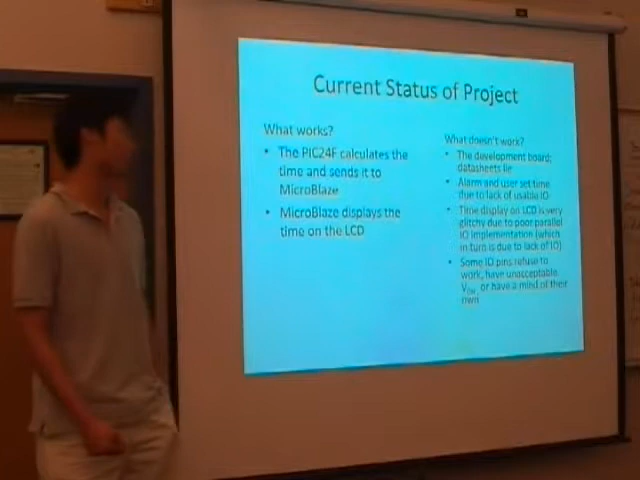 Current Status of Project
What works?
• The PIC24F calculates the
time and sends it to
MicroBlaze
• MicroBlaze displays the
time on the LCD
What doesn't work?
• The development board;
datasheets lie
• Alarm and user set time
due to lack of usable IO
• Time display on LCD is very
glitchy due to poor parallel
IO implementation (which
in turn is due to lack of IO)
• Some IO pins refuse to
work, have unacceptable
or have a mind of their
own